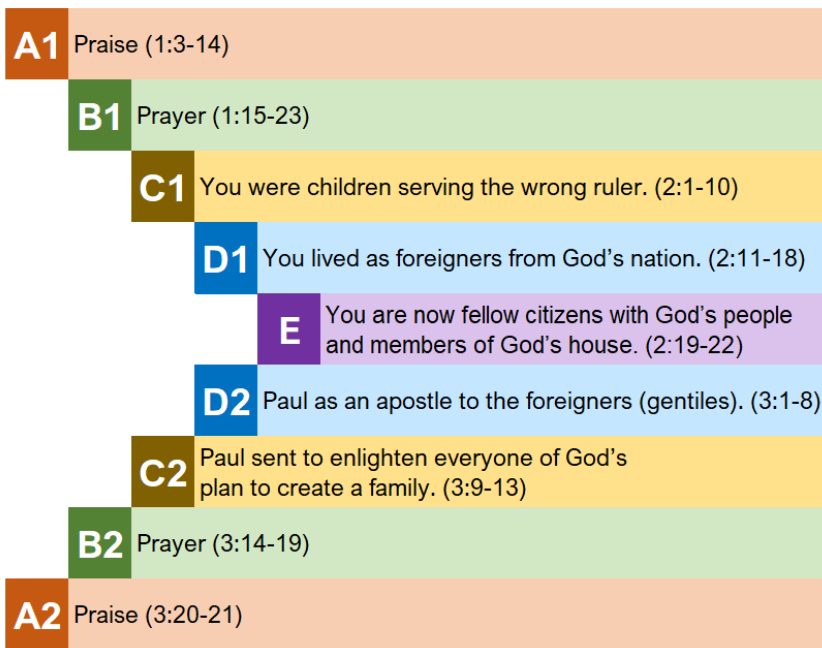 A1 Praise (1:3-14)
B1 Prayer (1:15-23)
C1 You were children serving the wrong ruler. (2:1-10)
D1 You lived as foreigners from God’s nation. (2:11-18)
E You are now fellow citizens with God’s people
and members of God’s house. (2:19-22)
D2 Paul as an apostle to the foreigners (gentiles). (3:1-8)
C2 Paul sent to enlighten everyone of God’s
plan to create a family. (3:9-13)
B2 Prayer (3:14-19)
A2 Praise (3:20-21)